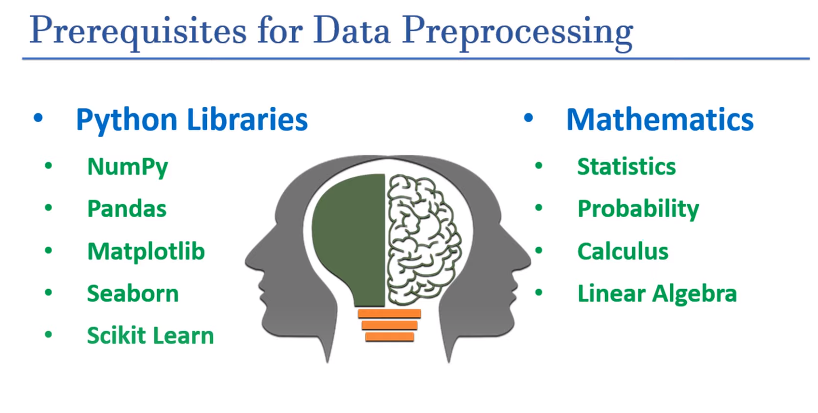 Prerequisites for Data Preprocessing
• Python Libraries
• NumPy
• Pandas
• Matplotlib
• Seaborn
• Scikit Learn
• Mathematics
• Statistics
• Probability
• Calculus
• Linear Algebra